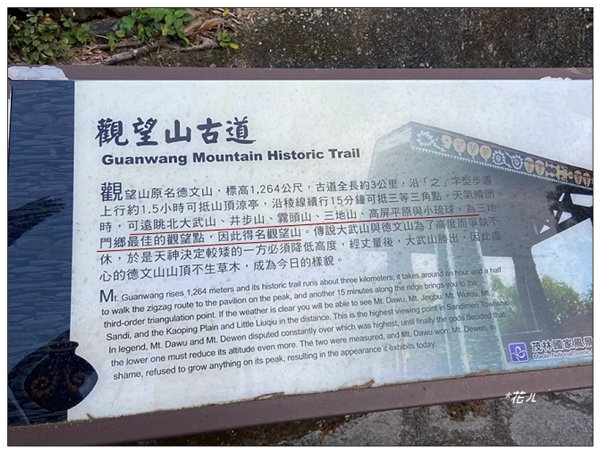 觀望山古道
Guanwang Mountain Historic Trail
觀望山原名德文山，標高1,264公尺，古道全長約3公里，沿「之」字型步道
上行約1.5小時可抵山頂涼亭，沿稜線續行15分鐘可抵三等三角點。天氣晴朗
時，可遠眺北大武山、井步山、霧頭山、三地山、高屏平原與小琉球，為三地
門鄉最佳的觀望點，因此得名觀望山。傳說大武山與德文山為了高度而爭執不
休，於是天神決定較矮的一方必須降低高度，經丈量後，大武山勝出，因此虛
心的德文山山頂不生草木，成為今日的樣貌。
Mt. Guanwang rises 1,264 meters and its historic trail runs about three kilometers; it takes around an hour and a half
to walk the zigzag route to the pavilion on the peak, and another 15 minutes along the ridge brings you to the
third-order triangulation point. If the weather is clear you will be able to see Mt. Dawu, Mt. Jingbu, Mt. Wutou, Mt.
Sandi, and the Kaoping Plain and Little Liuqiu in the distance. This is the highest viewing point in Sandimen Township.
In legend, Mt. Dawu and Mt. Dewen disputed constantly over which was highest, until finally the gods decided that
the lower one must reduce its altitude even more. The two were measured, and Mt. Dawu won; Mt. Dewen, in
shame, refused to grow anything on its peak, resulting in the appearance it exhibits today.
茂林國家風景
Maolin National Scenic
*花ル